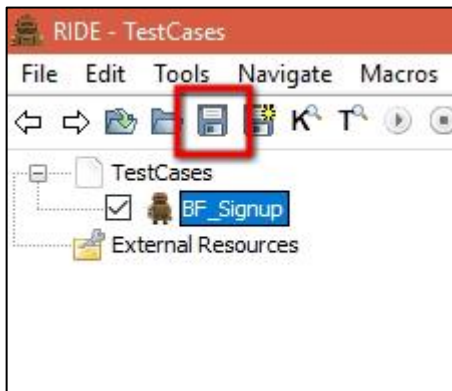 RIDE - TestCases
File Edit Tools Navigate Macros
K T
TestCases
BF_Signup
External Resources